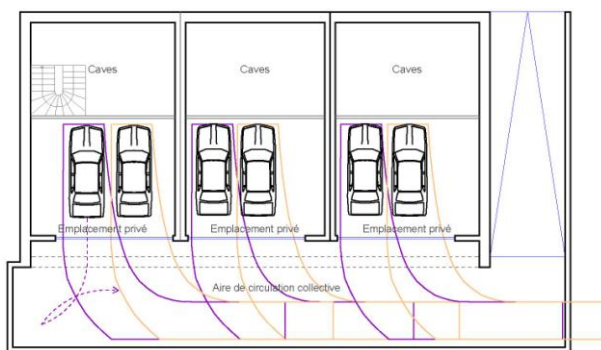 Caves
Caves
Caves
Emplacement privé
Emplacement privé
Emplacement privé
Aire de circulation collective